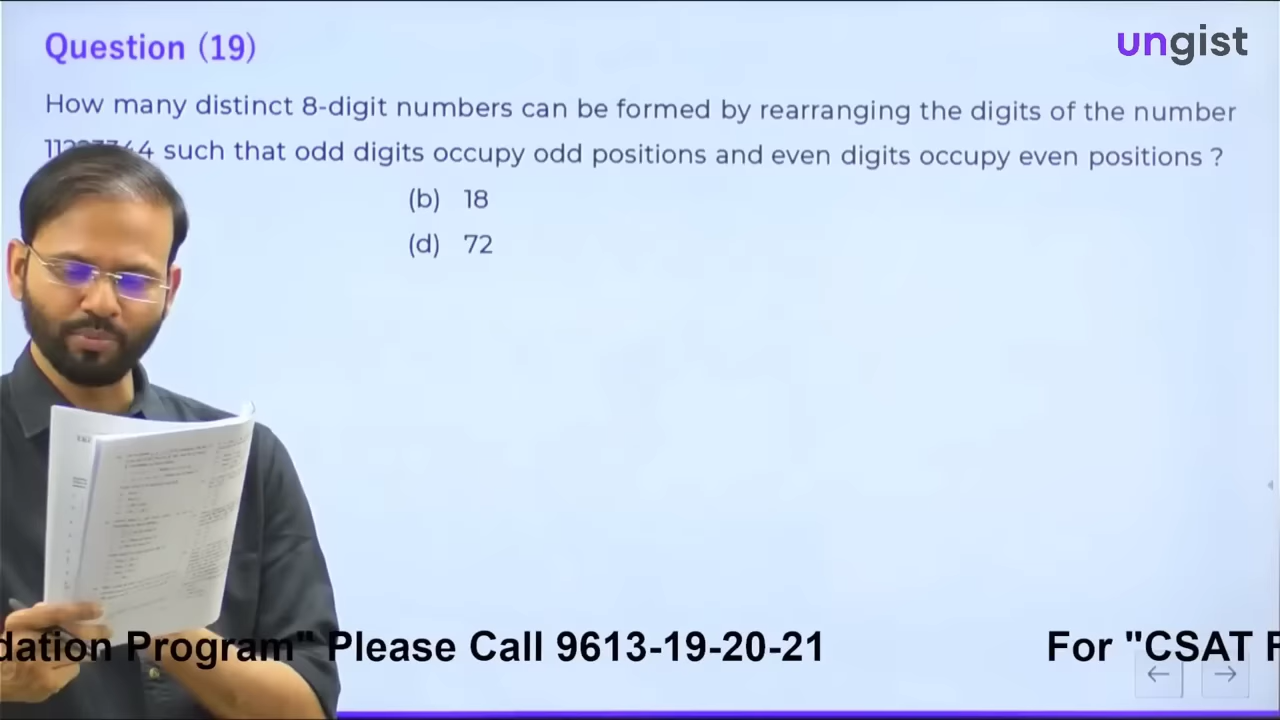 Question (19)
ungist
How many distinct 8-digit numbers can be formed by rearranging the digits of the number
such that odd digits occupy odd positions and even digits occupy even positions ?
(b) 18
(d) 72
dation Program" Please Call 9613-19-20-21
For "CSAT F